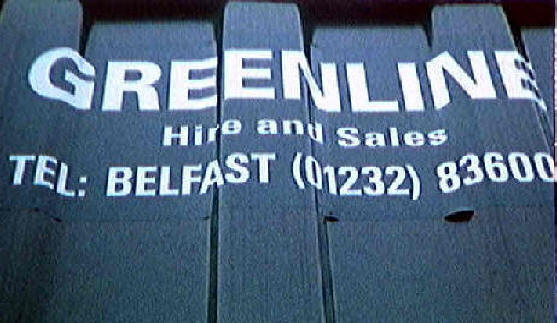 GREENLINE
Hire and Sales
TEL: BELFAST (01232) 83600